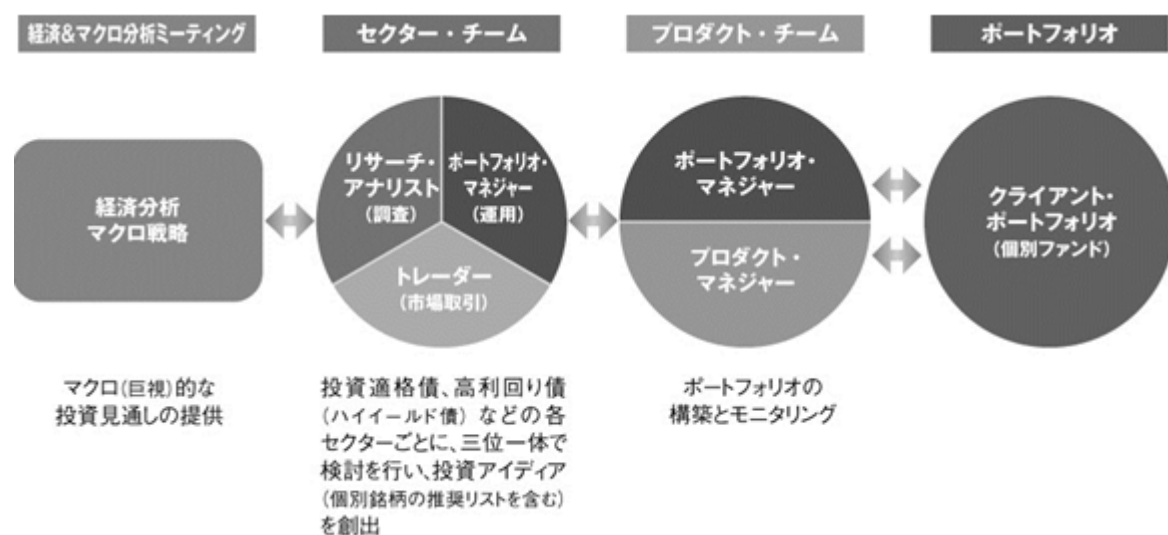 経済&マクロ分析ミーティング
セクター・チーム
プロダクト・チーム
ポートフォリオ
経済分析
マクロ戦略
リサーチ・
アナリスト
(調査)
ポートフォリオ・
マネジャー
(運用)
トレーダー
(市場取引)
ポートフォリオ・
マネジャー
プロダクト・
マネジャー
クライアント・
ポートフォリオ
(個別ファンド)
マクロ(巨視)的な
投資見通しの提供
投資適格債、高利回り債
(ハイイールド債)などの各
セクターごとに、三位一体で
検討を行い、投資アイディア
(個別銘柄の推奨リストを含む)
を創出
ポートフォリオの
構築とモニタリング